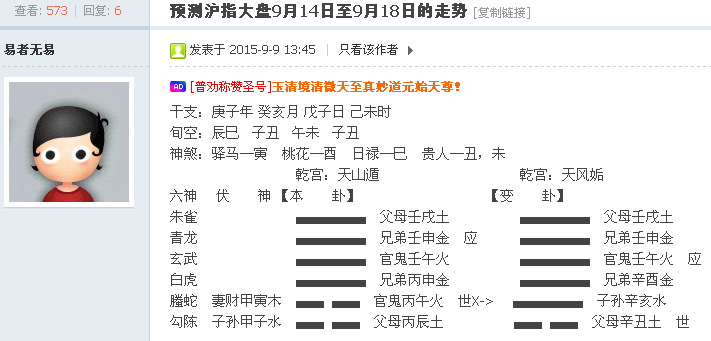 查看: 573 | 回复: 6
预测沪指大盘9月14日至9月18日的走势 [复制链接]
易者无易
发表于 2015-9-9 13:45 | 只看该作者
AD [普劝称赞圣号]玉清境清微天至真妙道元始天尊!
干支: 庚子年 癸亥月 戊子日 己未时
旬空: 辰巳 子丑 午未 子丑
神煞: 驿马—寅 桃花—酉 日禄—巳 贵人—丑, 未
乾宫: 天山遁 乾宫: 天风姤
六神 伏 神 【本 卦】 【变 卦】
朱雀 父母壬戌土 父母壬戌土
青龙 兄弟壬申金 应 兄弟壬申金
玄武 官鬼壬午火 官鬼壬午火 应
白虎 兄弟丙申金 兄弟辛酉金
螣蛇 妻财甲寅木 官鬼丙午火 世X-> 子孙辛亥水
勾陈 子孙甲子水 父母丙辰土 父母辛丑土 世